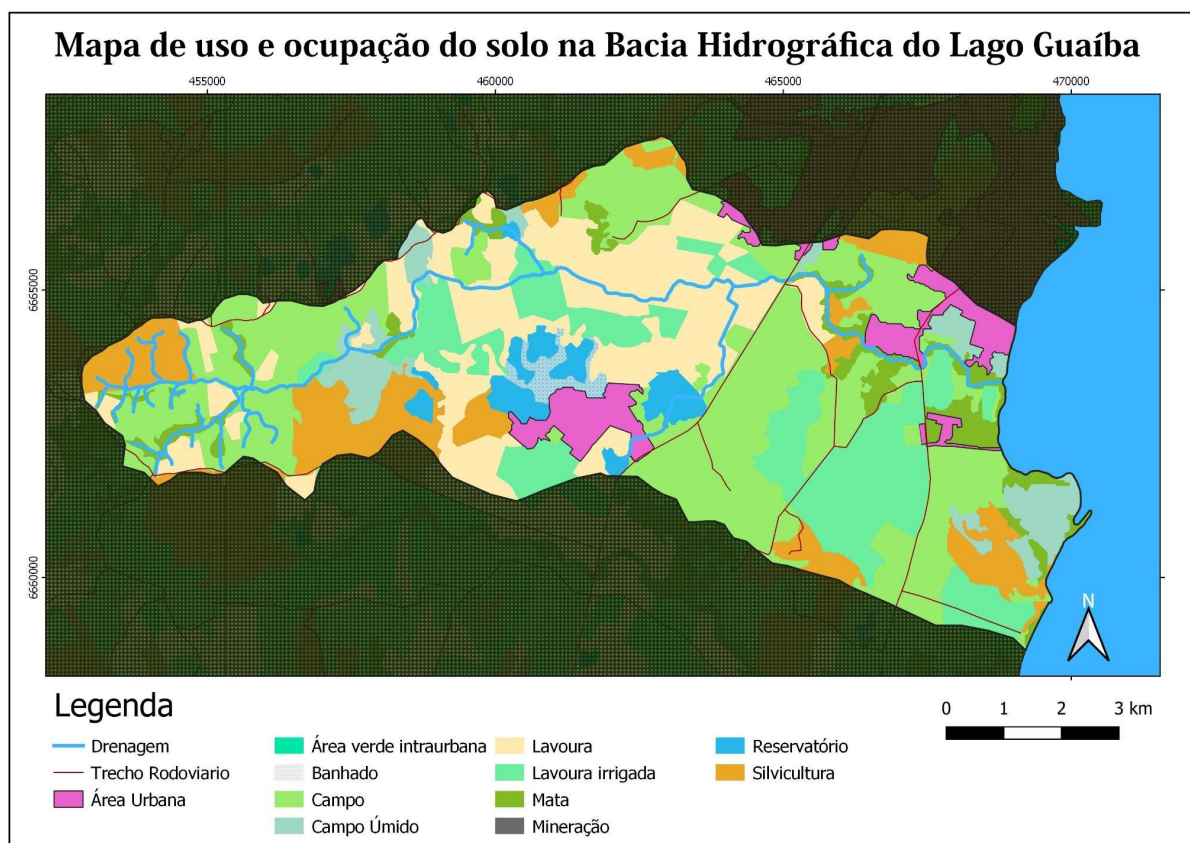 Mapa de uso e ocupação do solo na Bacia Hidrográfica do Lago Guaíba
455000 460000 465000 470000
6665000
6660000
N
Legenda
0 1 2 3 km
Drenagem
Trecho Rodoviario
Área Urbana
Área verde intraurbana
Banhado
Campo
Campo Úmido
Lavoura
Lavoura irrigada
Mata
Mineração
Reservatório
Silvicultura